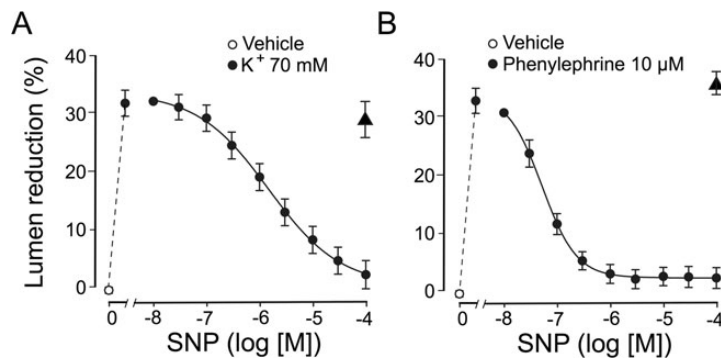 A
Vehicle
K+ 70 mM
Lumen reduction (%)
40
30
20
10
0
0 -8 -7 -6 -5 -4
SNP (log [M])
B
Vehicle
Phenylephrine 10 µM
40
30
20
10
0
0 -8 -7 -6 -5 -4
SNP (log [M])